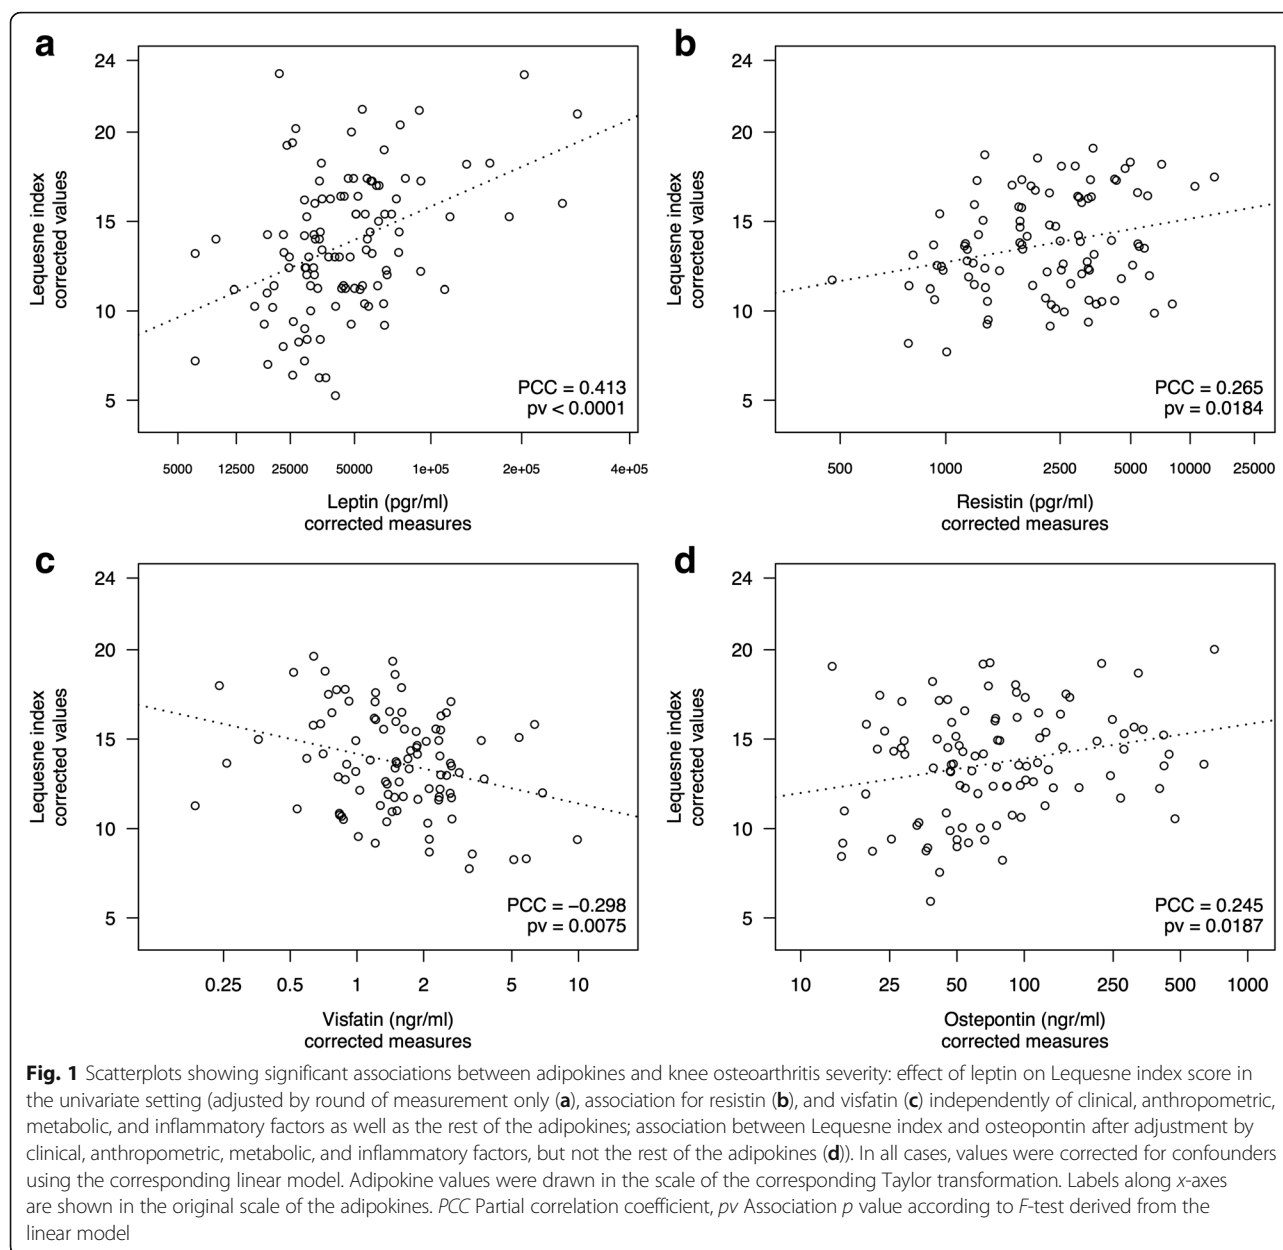 a
24
20
15
10
5
Lequesne index
corrected values
PCC = 0.413
pv < 0.0001
5000 12500 25000 50000 1e+05 2e+05 4e+05
Leptin (pgr/ml)
corrected measures
b
24
20
15
10
5
Lequesne index
corrected values
PCC = 0.265
pv = 0.0184
500 1000 2500 5000 10000 25000
Resistin (pgr/ml)
corrected measures
c
24
20
15
10
5
Lequesne index
corrected values
PCC = −0.298
pv = 0.0075
0.25 0.5 1 2 5 10
Visfatin (ngr/ml)
corrected measures
d
24
20
15
10
5
Lequesne index
corrected values
PCC = 0.245
pv = 0.0187
10 25 50 100 250 500 1000
Ostepontin (ngr/ml)
corrected measures
Fig. 1 Scatterplots showing significant associations between adipokines and knee osteoarthritis severity: effect of leptin on Lequesne index score in
the univariate setting (adjusted by round of measurement only (a), association for resistin (b), and visfatin (c) independently of clinical, anthropometric,
metabolic, and inflammatory factors as well as the rest of the adipokines; association between Lequesne index and osteopontin after adjustment by
clinical, anthropometric, metabolic, and inflammatory factors, but not the rest of the adipokines (d)). In all cases, values were corrected for confounders
using the corresponding linear model. Adipokine values were drawn in the scale of the corresponding Taylor transformation. Labels along x-axes
are shown in the original scale of the adipokines. PCC Partial correlation coefficient, pv Association p value according to F-test derived from the
linear model